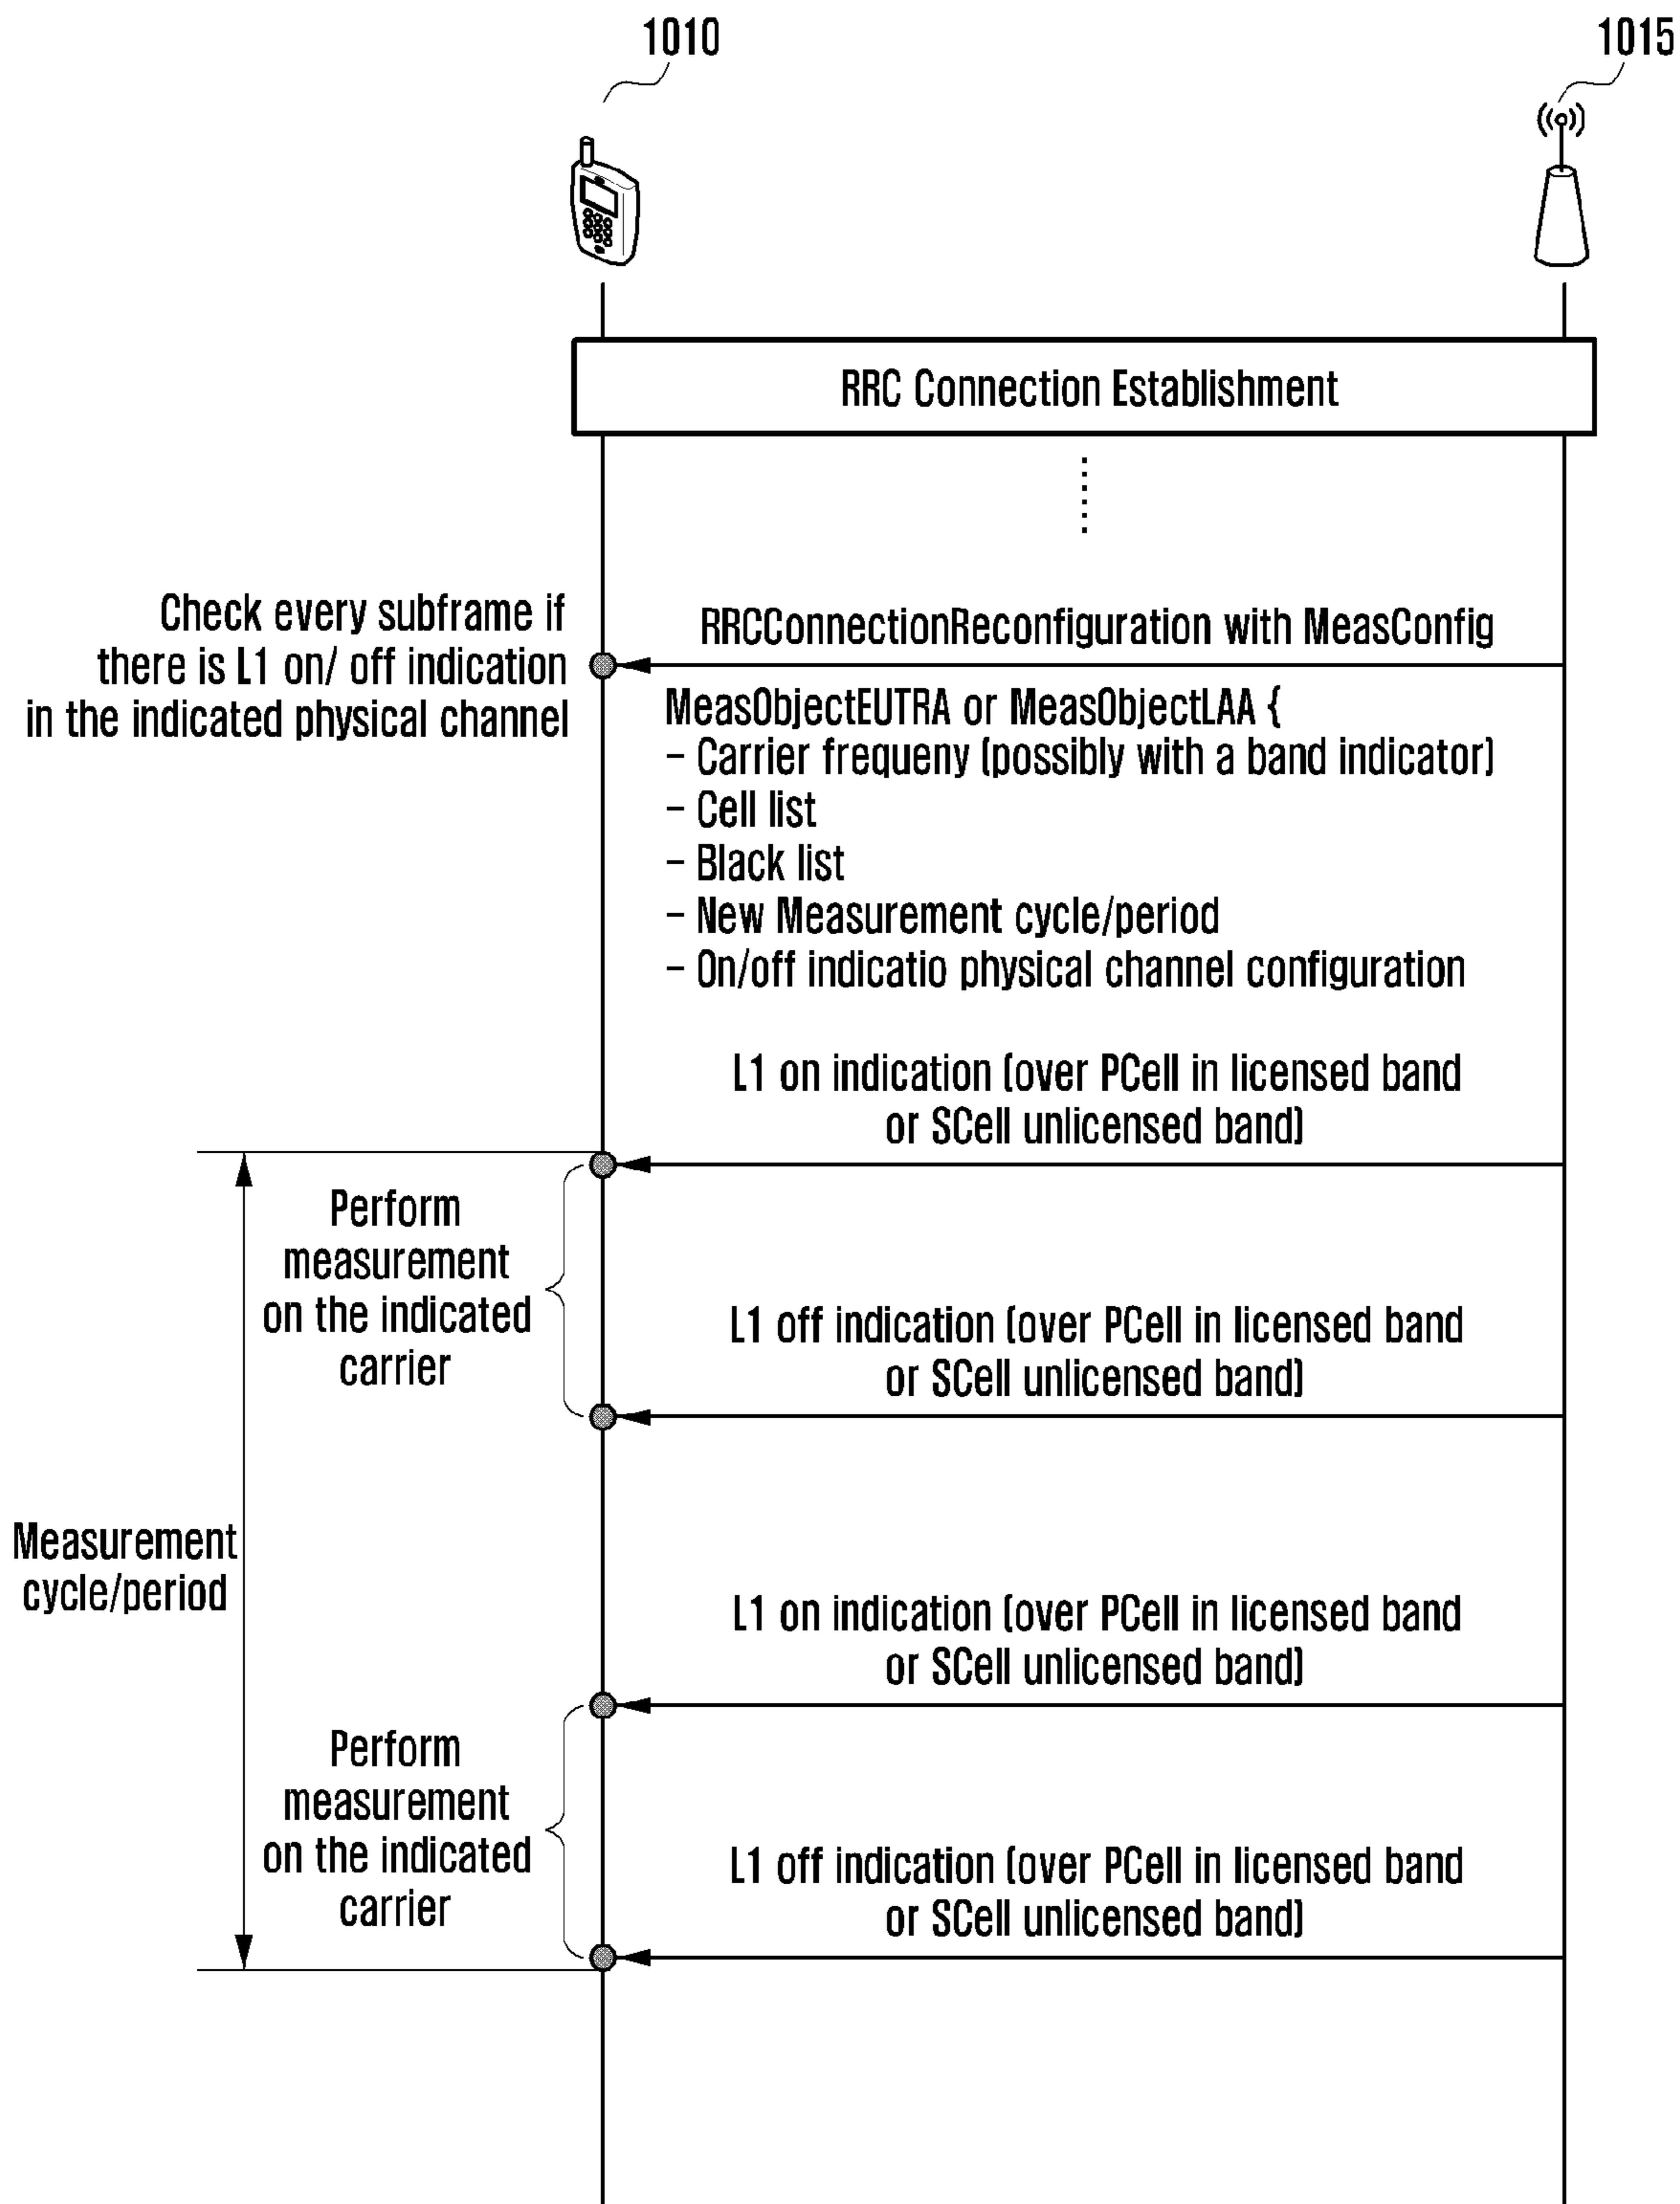 1010
1015
RRC Connection Establishment
Check every subframe if
there is L1 on/ off indication
in the indicated physical channel
RRCConnectionReconfiguration with MeasConfig
MeasObjectEUTRA or MeasObjectLAA {
– Carrier frequeny (possibly with a band indicator)
– Cell list
– Black list
– New Measurement cycle/period
– On/off indicatio physical channel configuration
L1 on indication (over PCell in licensed band
or SCell unlicensed band)
Perform
measurement
on the indicated
carrier
L1 off indication (over PCell in licensed band
or SCell unlicensed band)
Measurement
cycle/period
L1 on indication (over PCell in licensed band
or SCell unlicensed band)
Perform
measurement
on the indicated
carrier
L1 off indication (over PCell in licensed band
or SCell unlicensed band)